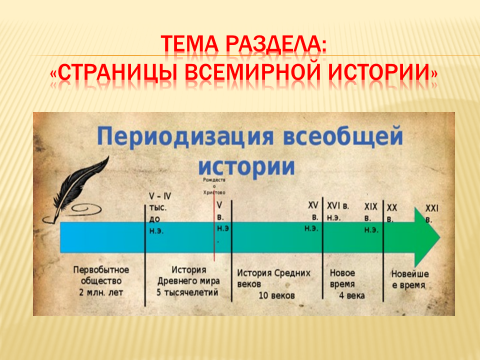 ТЕМА РАЗДЕЛА:
«СТРАНИЦЫ ВСЕМИРНОЙ ИСТОРИИ»
Периодизация всеобщей
истории
Рождеств
о
Христово
V – IV
тыс.
до
н.э.
V
в.
н.э
.
XV
в.
н.э.
XVI в.
н.э.
XIX
в.
н.э.
XX
в.
XXI
в.
Первобытное
общество
2 млн. лет
История
Древнего мира
5 тысячелетий
История Средних
веков
10 веков
Новое
время
4 века
Новейше
е время